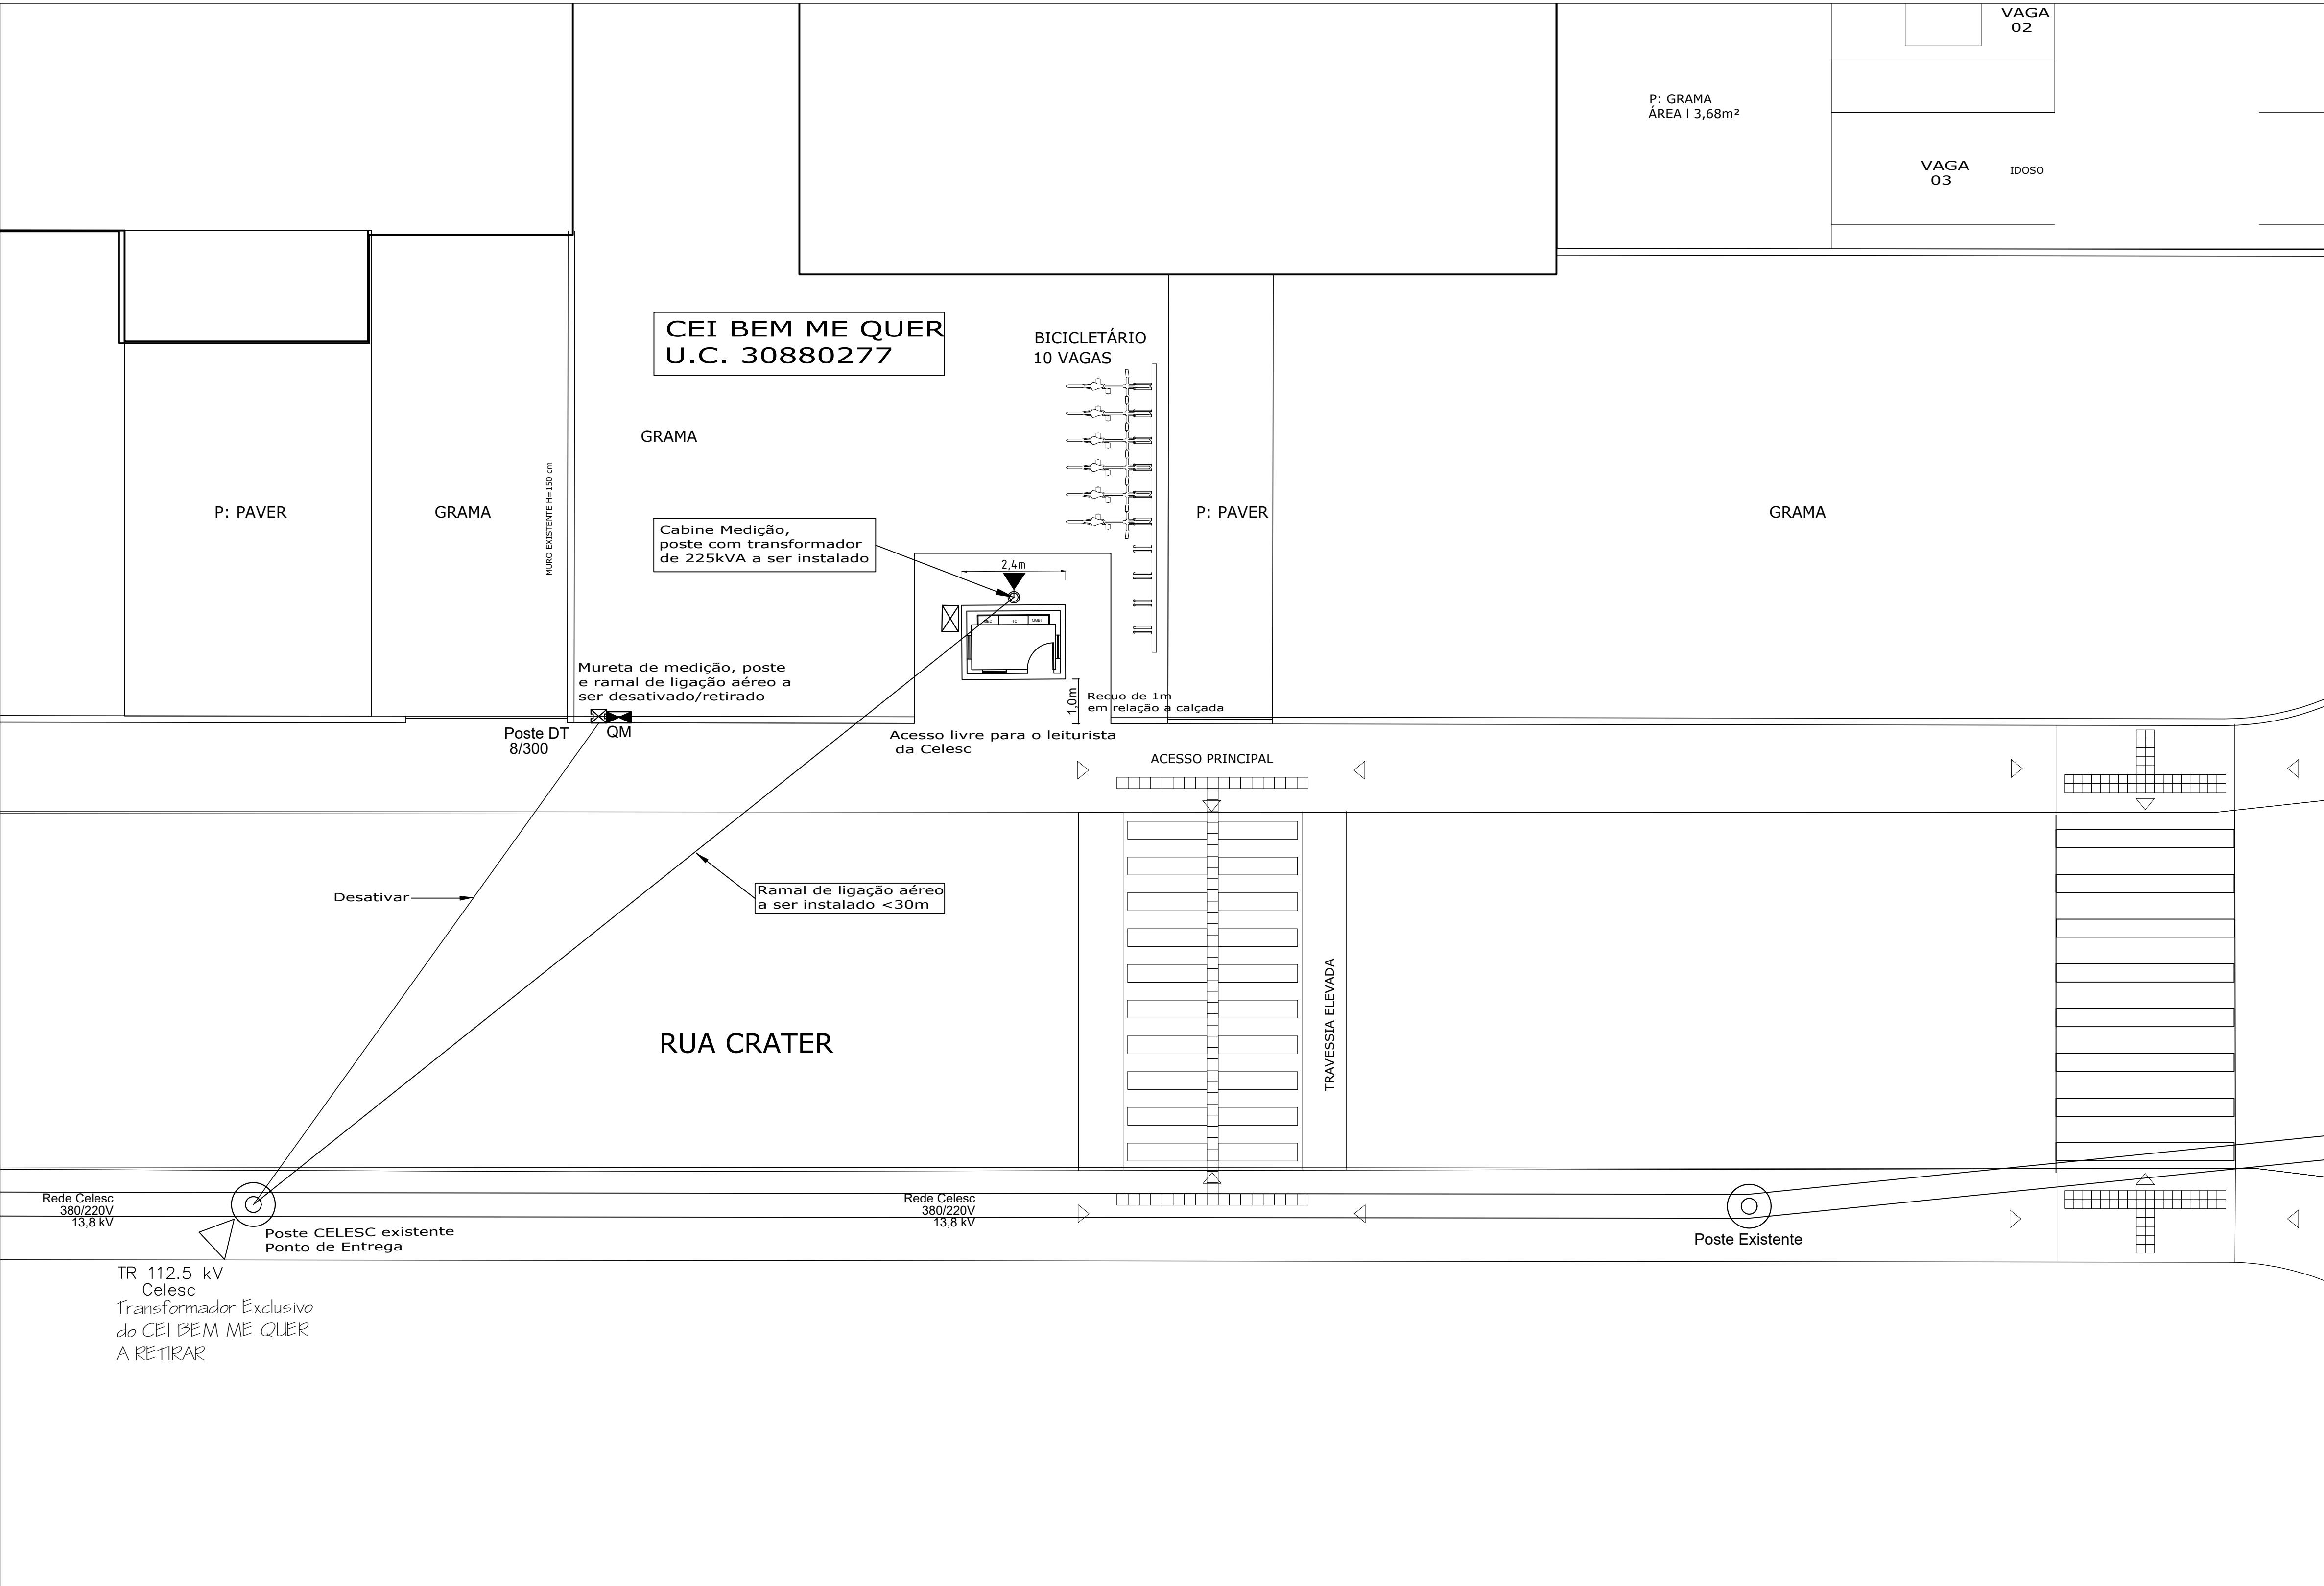 VAGA
02
P: GRAMA
ÁREA I 3,68m²
VAGA
03
IDOSO
CEI BEM ME QUER
U.C. 30880277
BICICLETÁRIO
10 VAGAS
GRAMA
MURO EXISTENTE H=150 cm
P: PAVER
GRAMA
P: PAVER
GRAMA
Cabine Medição,
poste com transformador
de 225kVA a ser instalado
2,4m
MED
TC
QGBT
Mureta de medição, poste
e ramal de ligação aéreo a
ser desativado/retirado
1,0m
Recuo de 1m
em relação a calçada
Poste DT
8/300
QM
Acesso livre para o leiturista
da Celesc
ACESSO PRINCIPAL
Desativar
Ramal de ligação aéreo
a ser instalado <30m
TRAVESSIA ELEVADA
RUA CRATER
Rede Celesc
380/220V
13,8 kV
Rede Celesc
380/220V
13,8 kV
Poste CELESC existente
Ponto de Entrega
Poste Existente
TR 112.5 kV
Celesc
Transformador Exclusivo
do CEI BEM ME QUER
A RETIRAR